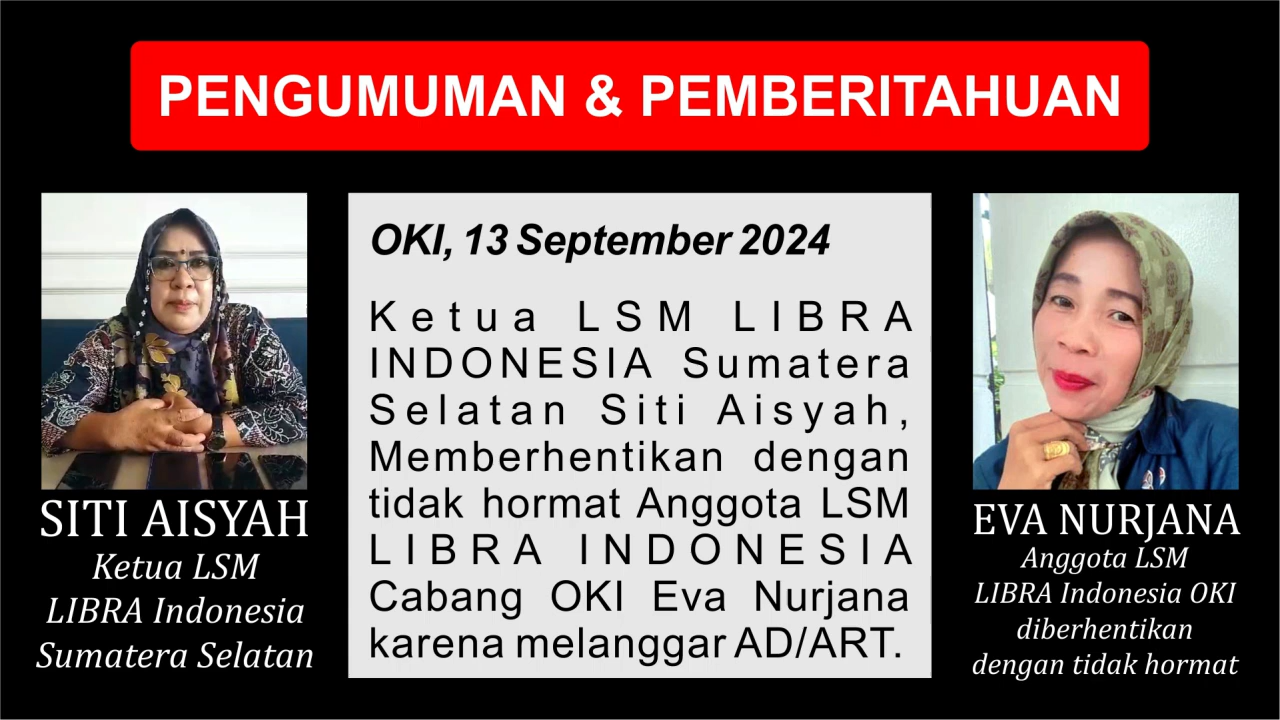 PENGUMUMAN & PEMBERITAHUAN
SITI AISYAH
Ketua LSM
LIBRA Indonesia
Sumatera Selatan
OKI, 13 September 2024
Ketua LSM LIBRA
INDONESIA Sumatera
Selatan Siti Aisyah,
Memberhentikan dengan
tidak hormat Anggota LSM
LIBRA INDONESIA
Cabang OKI Eva Nurjana
karena melanggar AD/ART.
EVA NURJANA
Anggota LSM
LIBRA Indonesia OKI
diberhentikan
dengan tidak hormat